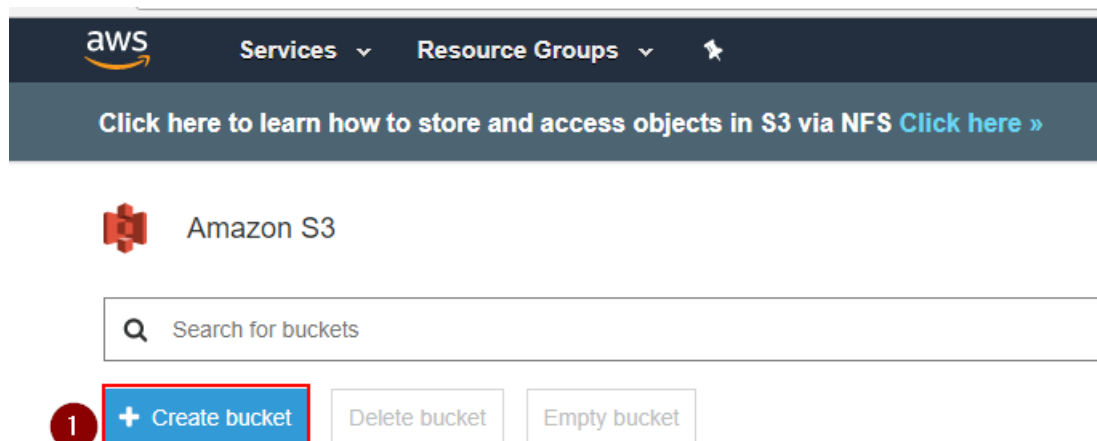 aws Services Resource Groups
Click here to learn how to store and access objects in S3 via NFS Click here »
Amazon S3
Search for buckets
1 + Create bucket Delete bucket Empty bucket